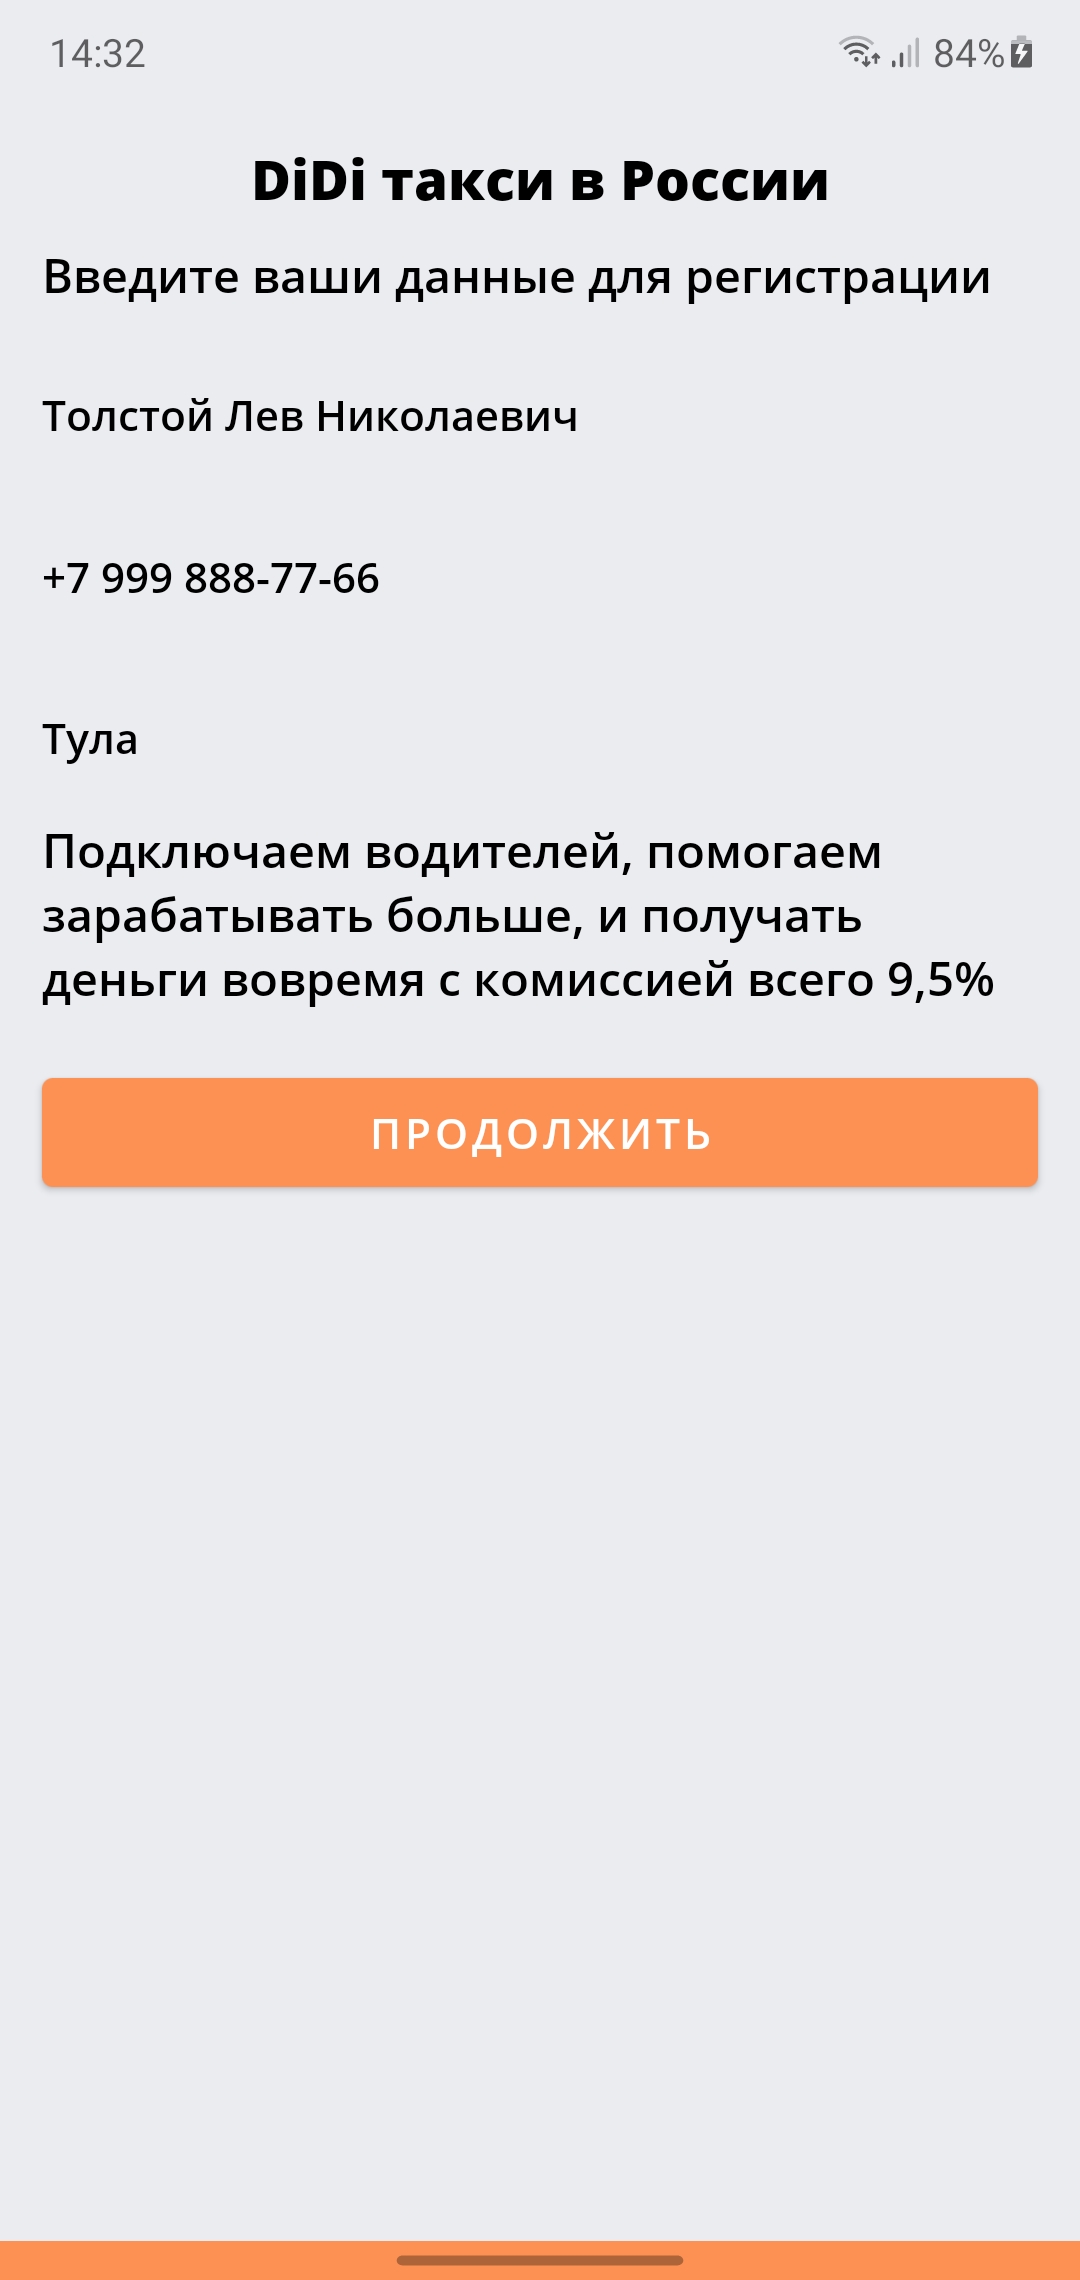 14:32
84%
DiDi такси в России
Введите ваши данные для регистрации
Толстой Лев Николаевич
+7 999 888-77-66
Тула
Подключаем водителей, помогаем
зарабатывать больше, и получать
деньги вовремя с комиссией всего 9,5%
ПРОДОЛЖИТЬ